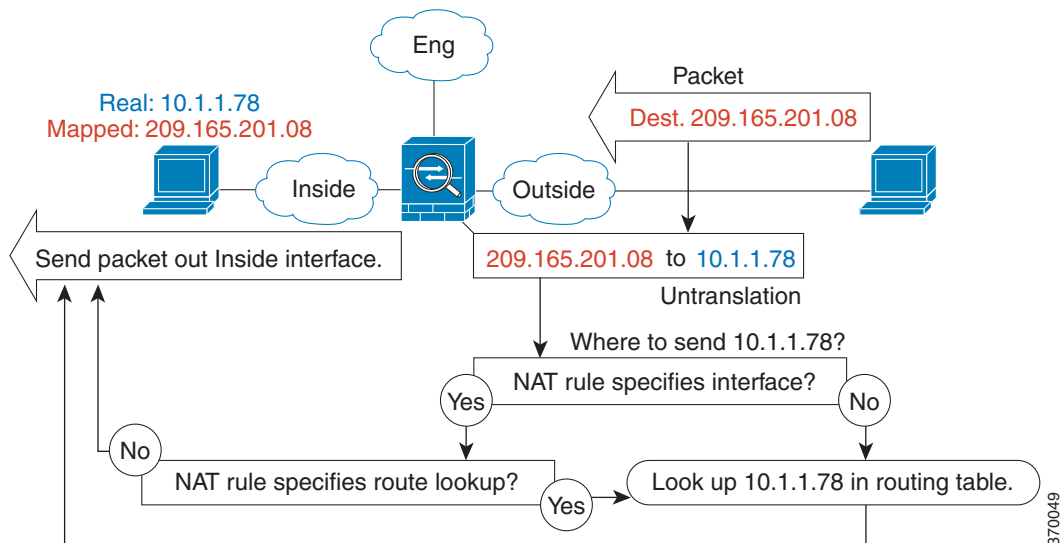 Eng
Packet
Real: 10.1.1.78
Mapped: 209.165.201.08
Dest. 209.165.201.08
Inside
Outside
Send packet out Inside interface.
209.165.201.08 to 10.1.1.78
Untranslation
Where to send 10.1.1.78?
NAT rule specifies interface?
Yes
No
No
NAT rule specifies route lookup?
Yes
Look up 10.1.1.78 in routing table.
370049